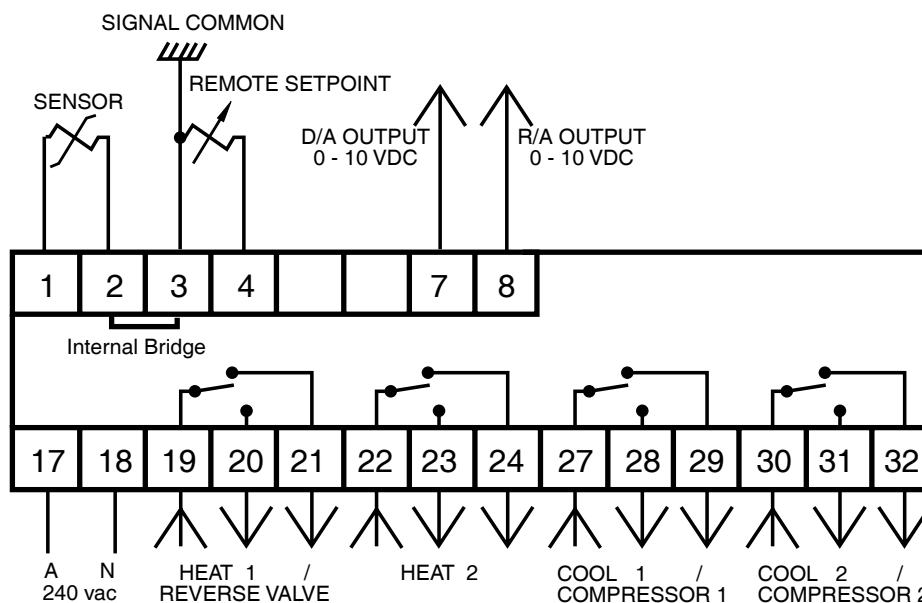 SIGNAL COMMON
REMOTE SETPOINT
SENSOR
D/A OUTPUT
0 - 10 VDC
R/A OUTPUT
0 - 10 VDC
1 2 3 4 7 8
Internal Bridge
17 18 19 20 21 22 23 24 27 28 29 30 31 32
A N
240 vac
HEAT 1 /
REVERSE VALVE
HEAT 2
COOL 1 /
COMPRESSOR 1
COOL 2 /
COMPRESSOR 2